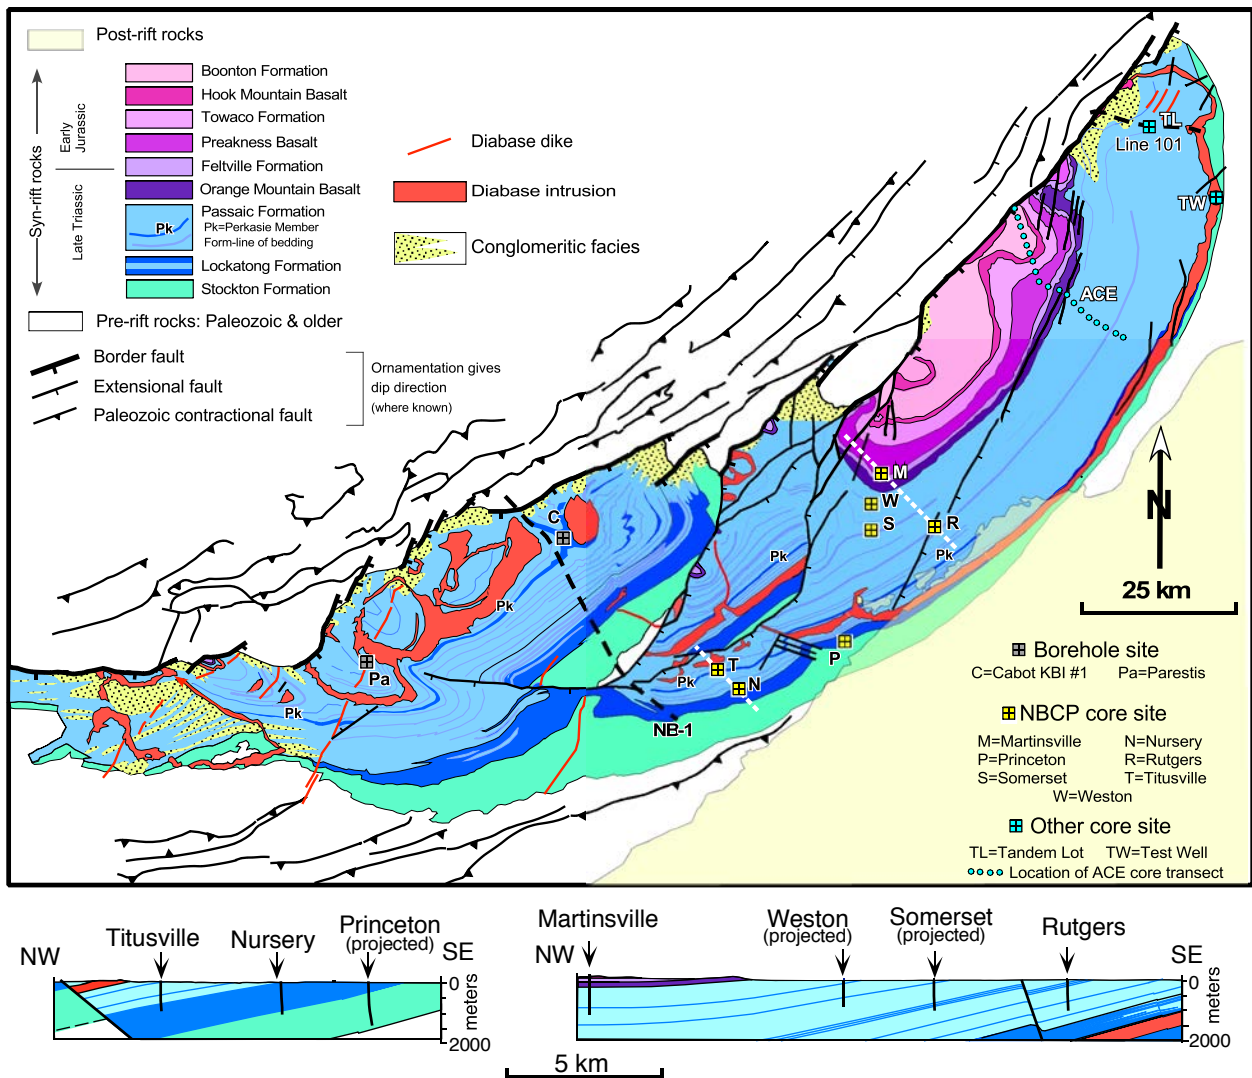 Post-rift rocks
Syn-rift rocks
Early Jurassic
Late Triassic
Boonton Formation
Hook Mountain Basalt
Towaco Formation
Preakness Basalt
Feltville Formation
Orange Mountain Basalt
Passaic Formation
Pk
Pk=Perkasie Member
Form-line of bedding
Lockatong Formation
Stockton Formation
Pre-rift rocks: Paleozoic & older
Border fault
Extensional fault
Paleozoic contractional fault
Ornamentation gives
dip direction
(where known)
Diabase dike
Diabase intrusion
Conglomeritic facies
TL
Line 101
TW
ACE
M
W
S
R
Pk
Pk
C
Pk
Pa
Pk
Pk
T
N
P
NB-1
N
25 km
Borehole site
C=Cabot KBI #1 Pa=Parestis
NBCP core site
M=Martinsville N=Nursery
P=Princeton R=Rutgers
S=Somerset T=Titusville
W=Weston
Other core site
TL=Tandem Lot TW=Test Well
Location of ACE core transect
NW
Titusville
Nursery
Princeton
(projected)
SE
0
meters
2000
Martinsville
NW
Weston
(projected)
Somerset
(projected)
Rutgers
SE
0
meters
2000
5 km